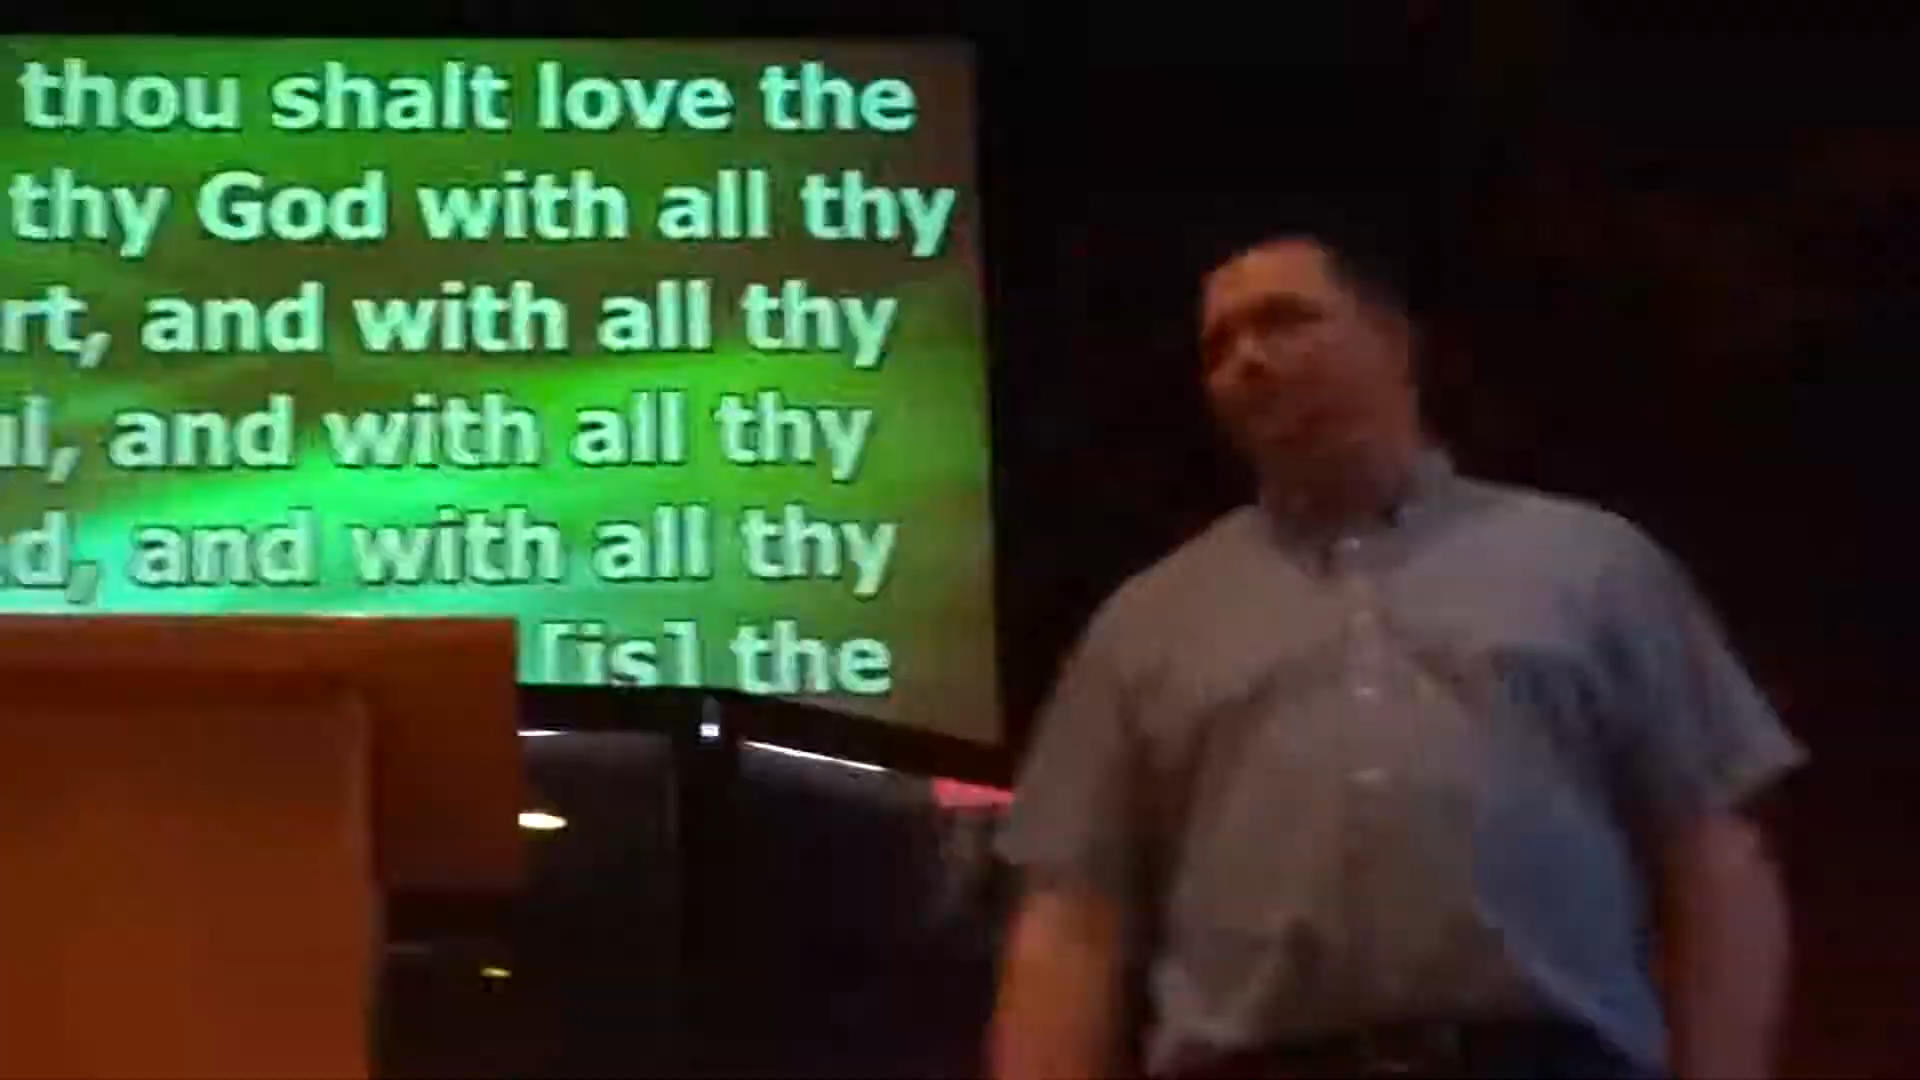 thou shalt love the
thy God with all thy
rt, and with all thy
ul, and with all thy
d, and with all thy
[is] the